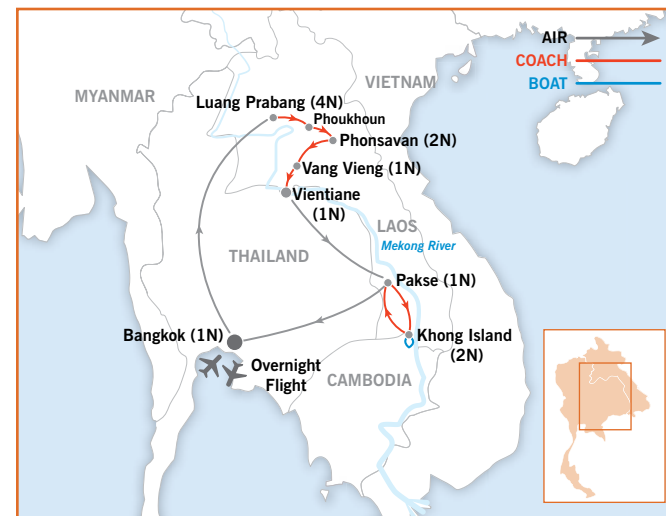 AIR
COACH
BOAT
VIETNAM
MYANMAR
Luang Prabang (4N)
Phoukhoun
Phonsavan (2N)
Vang Vieng (1N)
Vientiane
(1N)
LAOS
Mekong River
THAILAND
Pakse (1N)
Bangkok (1N)
Khong Island
(2N)
Overnight
Flight
CAMBODIA